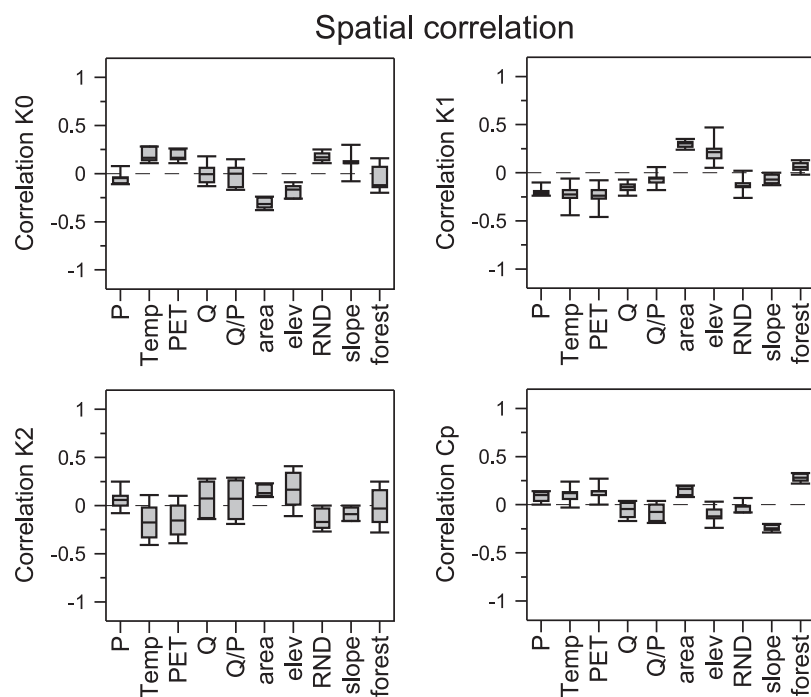 Spatial correlation
Correlation K0
1
0.5
0
-0.5
-1
P
Temp
PET
Q
Q/P
area
elev
RND
slope
forest
Correlation K1
1
0.5
0
-0.5
-1
P
Temp
PET
Q
Q/P
area
elev
RND
slope
forest
Correlation K2
1
0.5
0
-0.5
-1
P
Temp
PET
Q
Q/P
area
elev
RND
slope
forest
Correlation Cp
1
0.5
0
-0.5
-1
P
Temp
PET
Q
Q/P
area
elev
RND
slope
forest